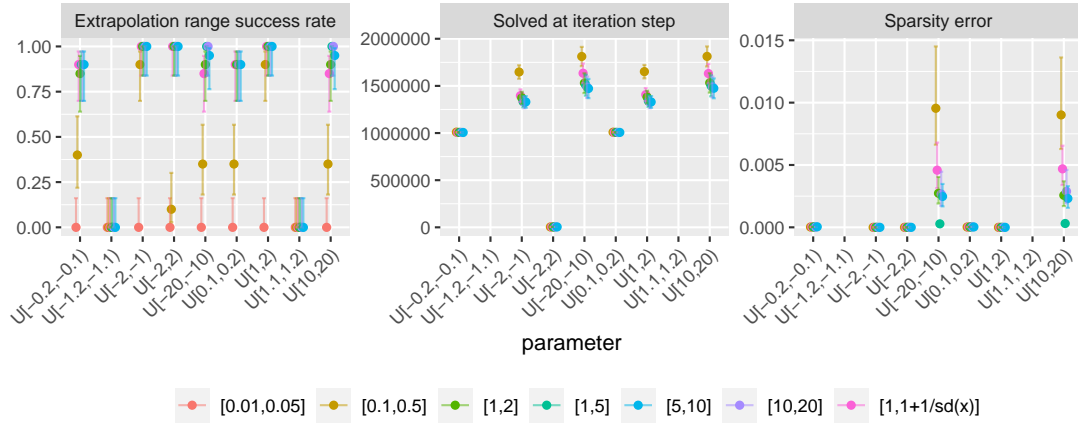 Extrapolation range success rate
Solved at iteration step
Sparsity error
1.00
0.75
0.50
0.25
0.00
2000000
1500000
1000000
500000
0
0.015
0.010
0.005
0.000
U[−0.2,−0.1)
U[−1.2,−1.1)
U[−2,−1)
U[−2,2)
U[−20,−10)
U[0.1,0.2)
U[1,2)
U[1.1,1.2)
U[10,20)
U[−0.2,−0.1)
U[−1.2,−1.1)
U[−2,−1)
U[−2,2)
U[−20,−10)
U[0.1,0.2)
U[1,2)
U[1.1,1.2)
U[10,20)
U[−0.2,−0.1)
U[−1.2,−1.1)
U[−2,−1)
U[−2,2)
U[−20,−10)
U[0.1,0.2)
U[1,2)
U[1.1,1.2)
U[10,20)
parameter
[0.01,0.05] [0.1,0.5] [1,2] [1,5] [5,10] [10,20] [1,1+1/sd(x)]